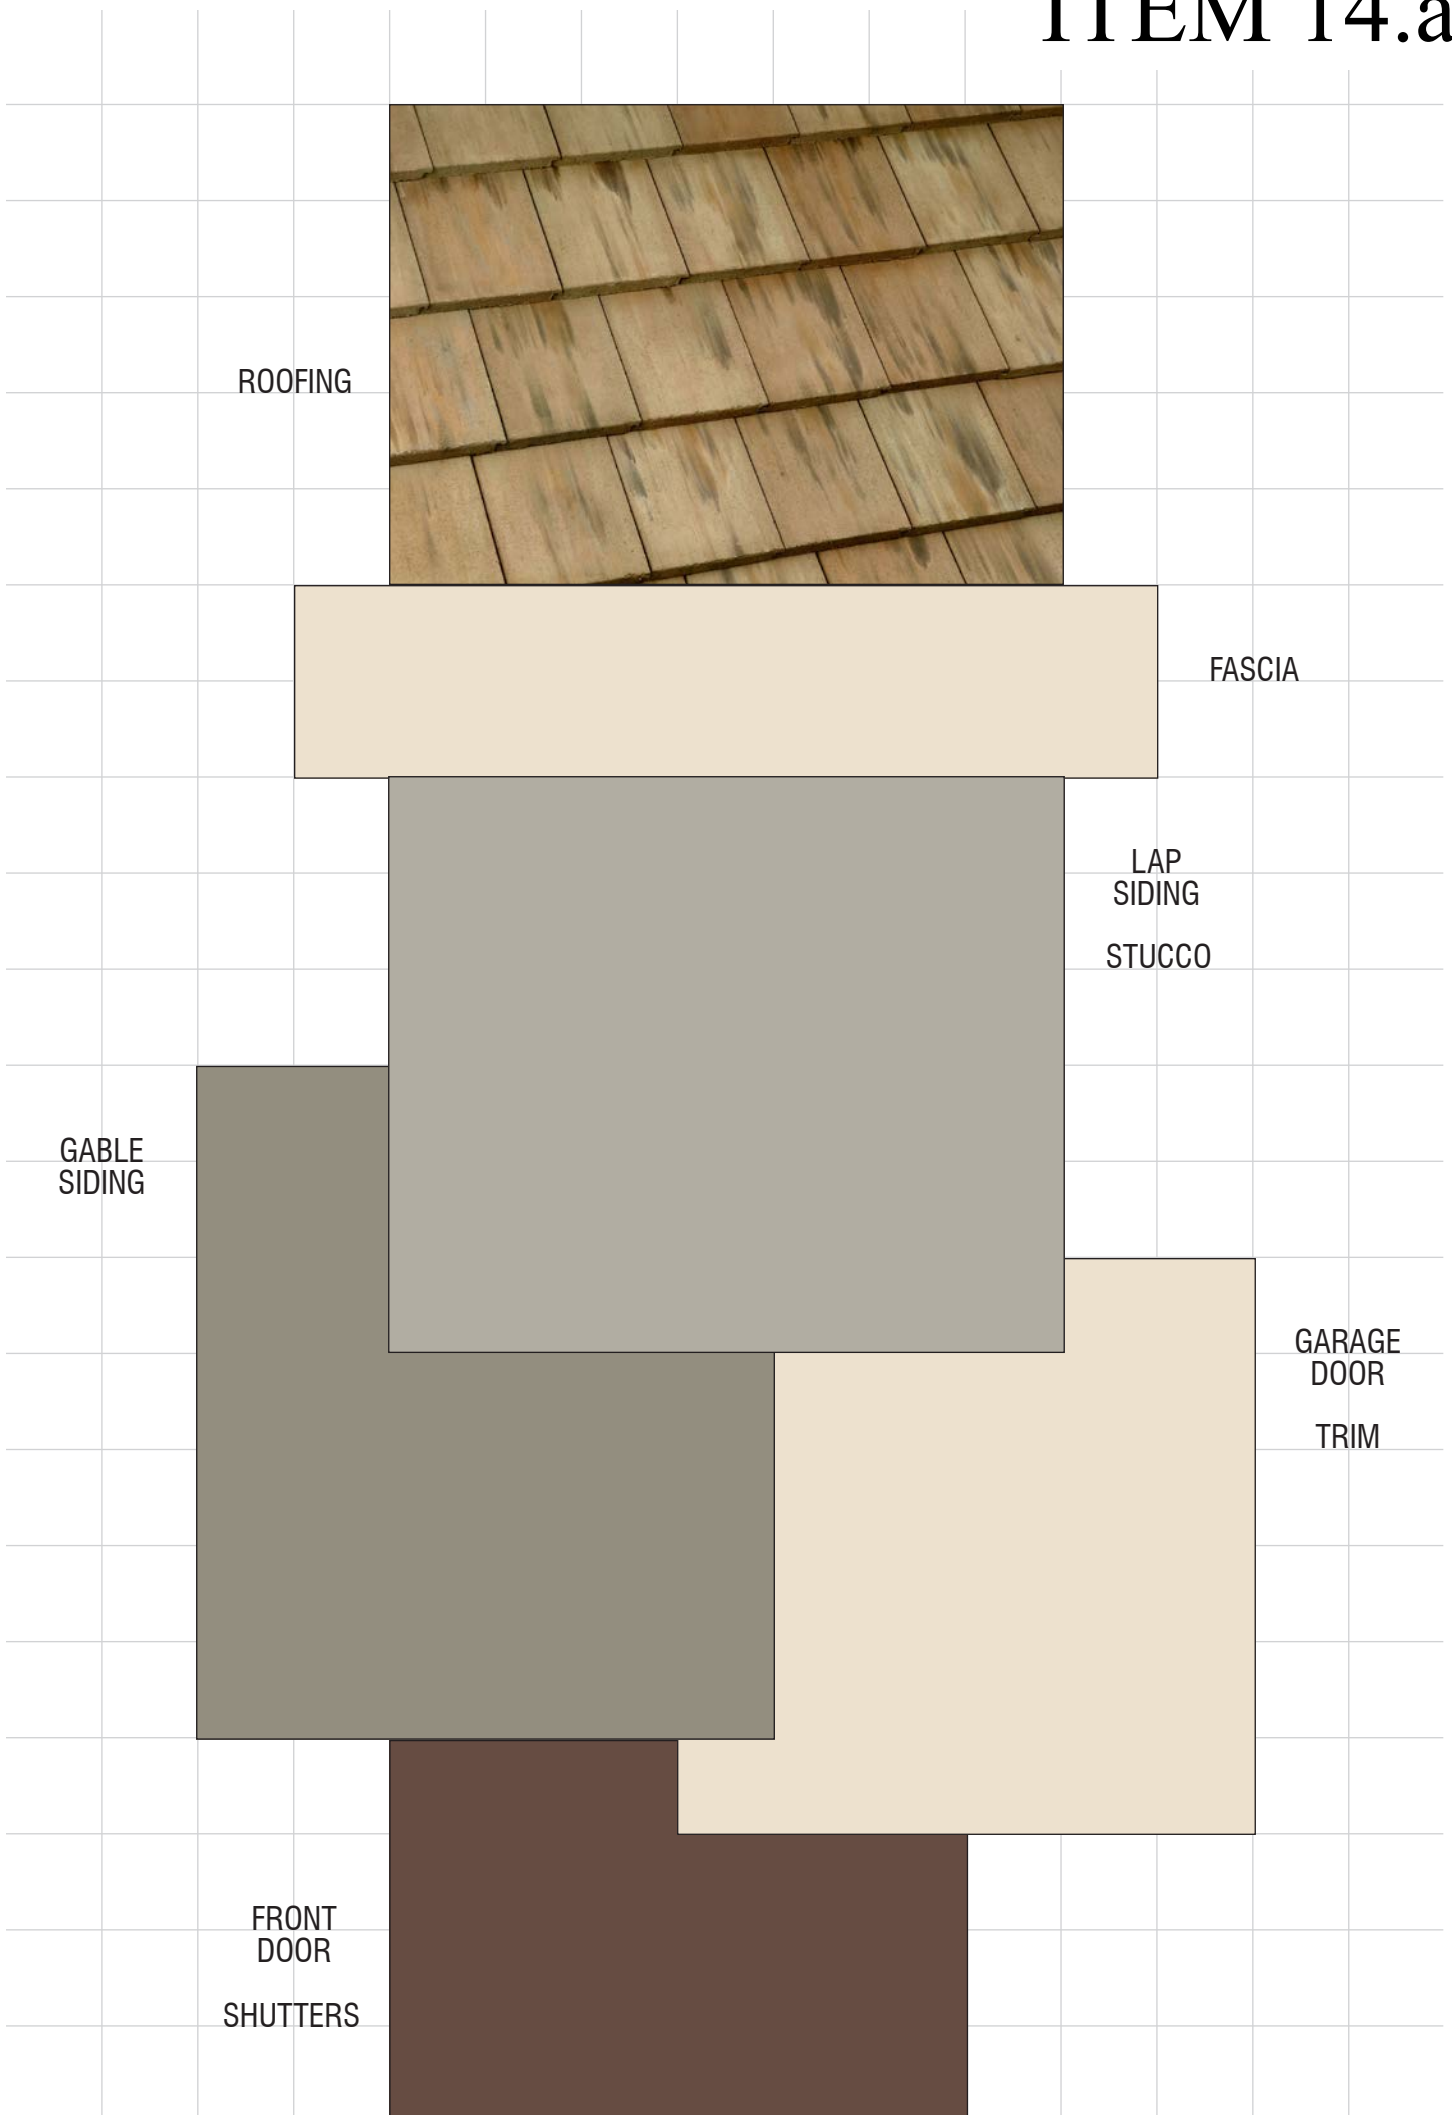 ITEM 14.a
ROOFING
FASCIA
LAP
SIDING
STUCCO
GABLE
SIDING
GARAGE
DOOR
TRIM
FRONT
DOOR
SHUTTERS